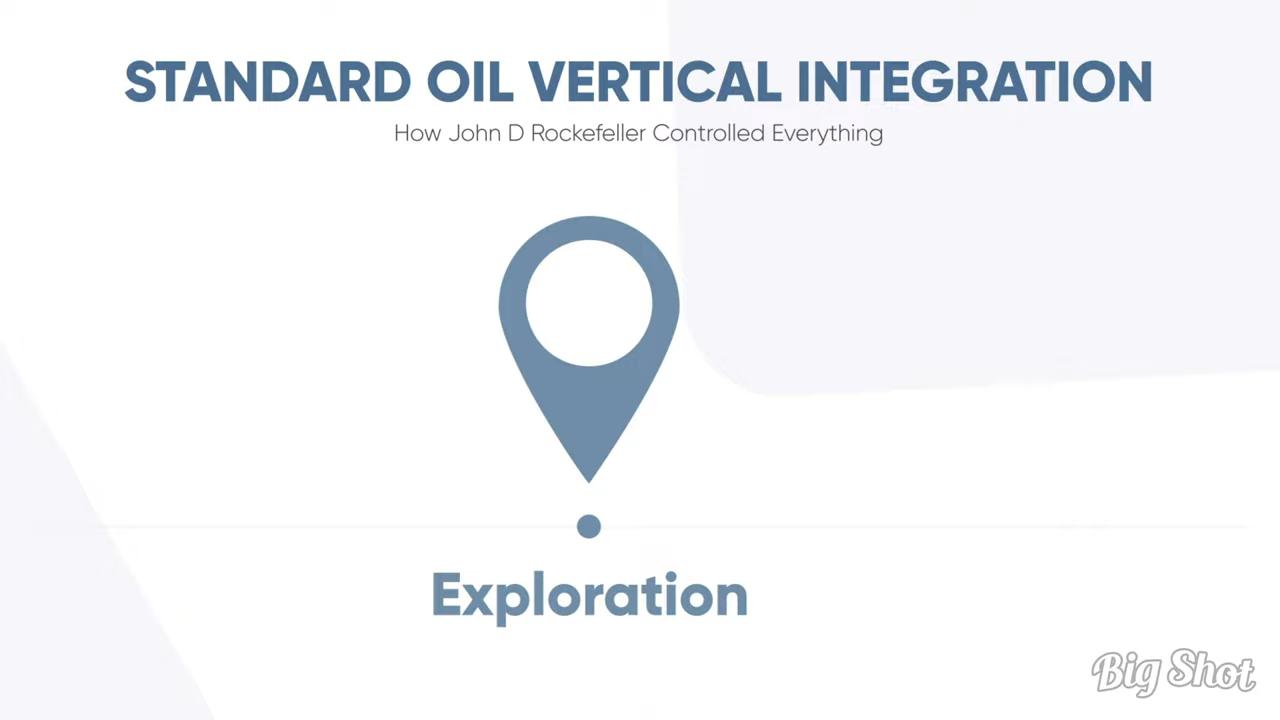 STANDARD OIL VERTICAL INTEGRATION
How John D Rockefeller Controlled Everything
Exploration
Big Shot